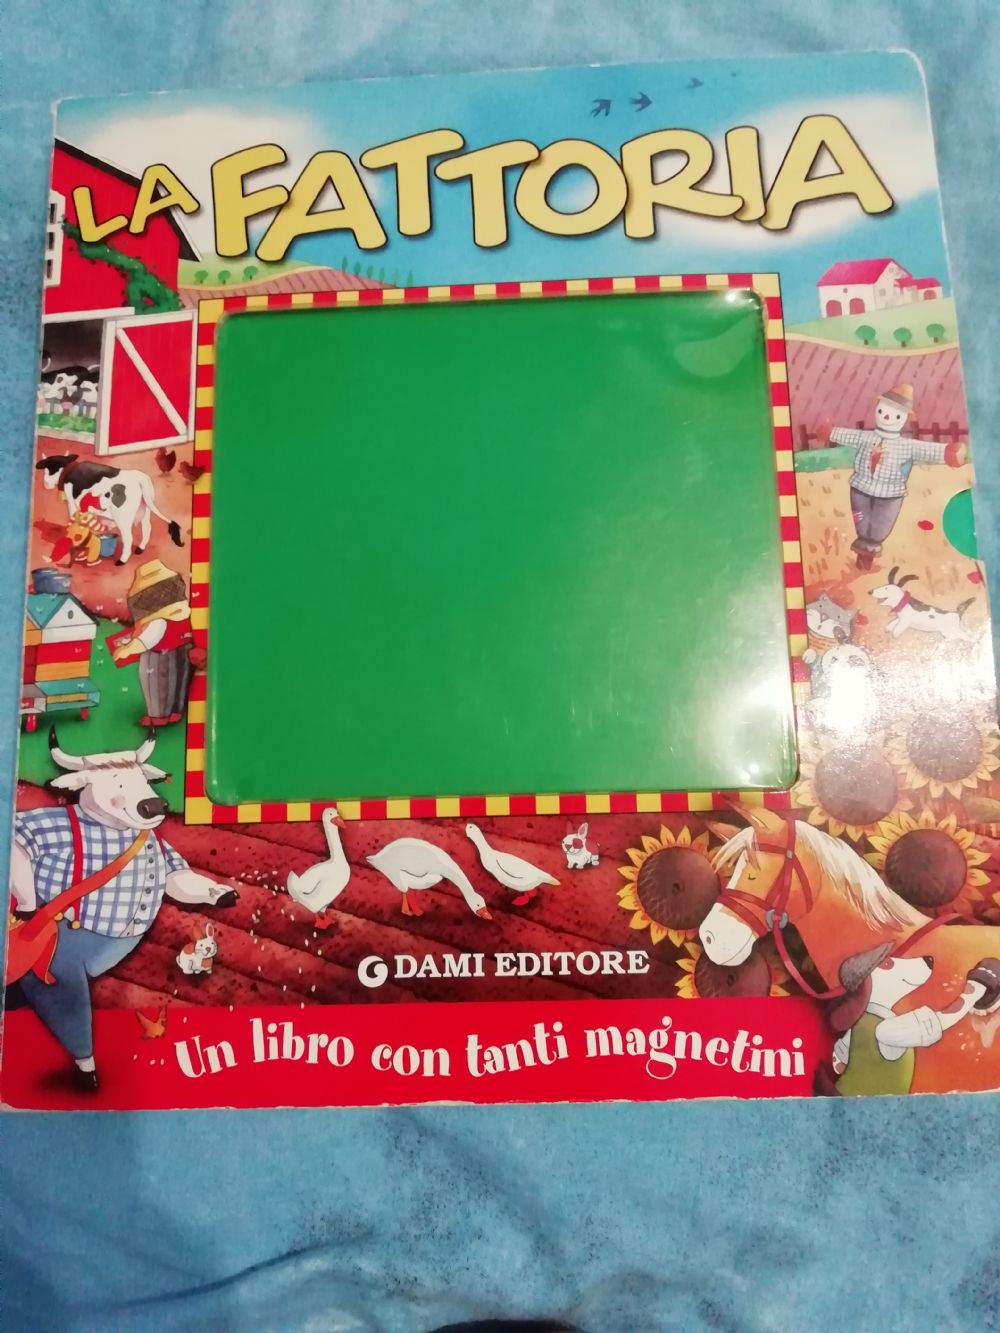 LA FATTORIA
DAMI EDITORE
Un libro con tanti magnetini